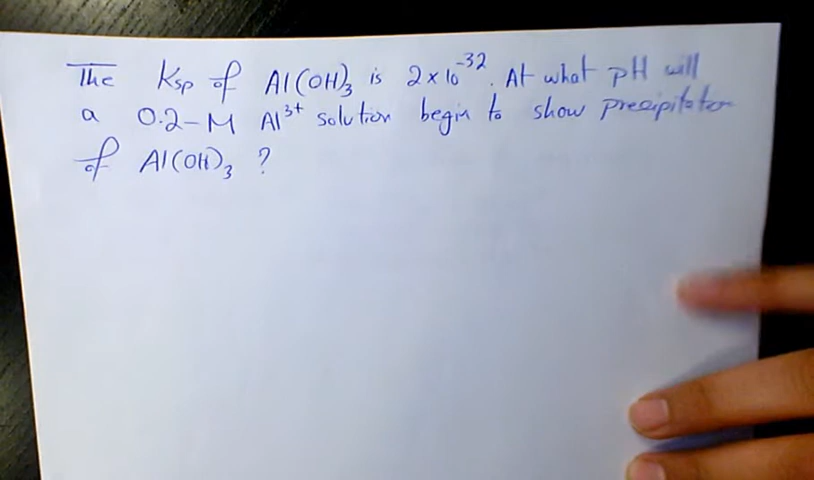 The Ksp of Al(OH)₃ is 2×10⁻³². At what pH will
a 0.2-M Al³⁺ solution begin to show precipitation
of Al(OH)₃ ?